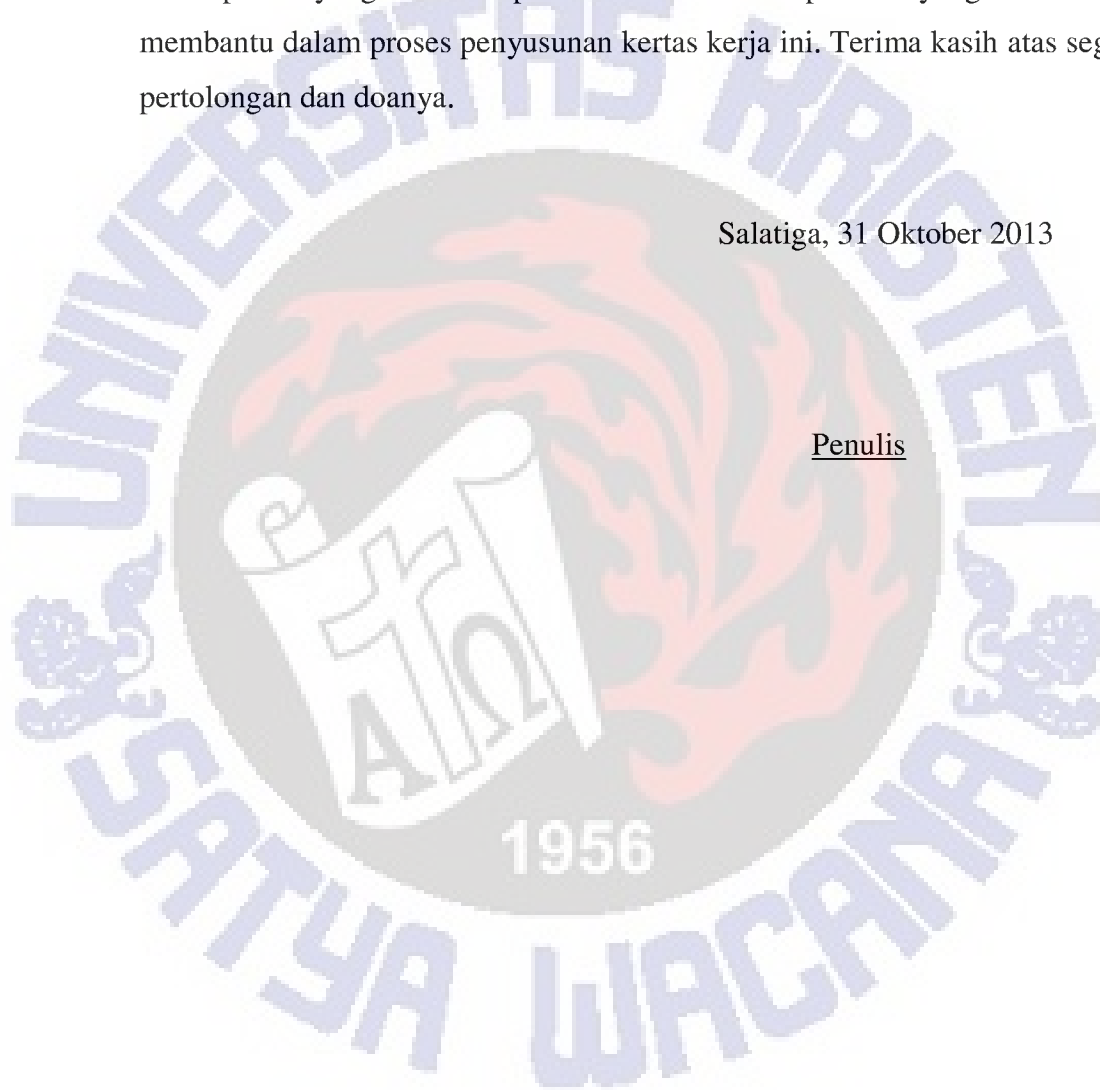 membantu dalam proses penyusunan kertas kerja ini. Terima kasih atas
pertolongan dan doanya.
Salatiga, 31 Oktober 2013
Penulis
UNIVERSITAS KRISTEN
SATYA WACANA
Α Ω
1956